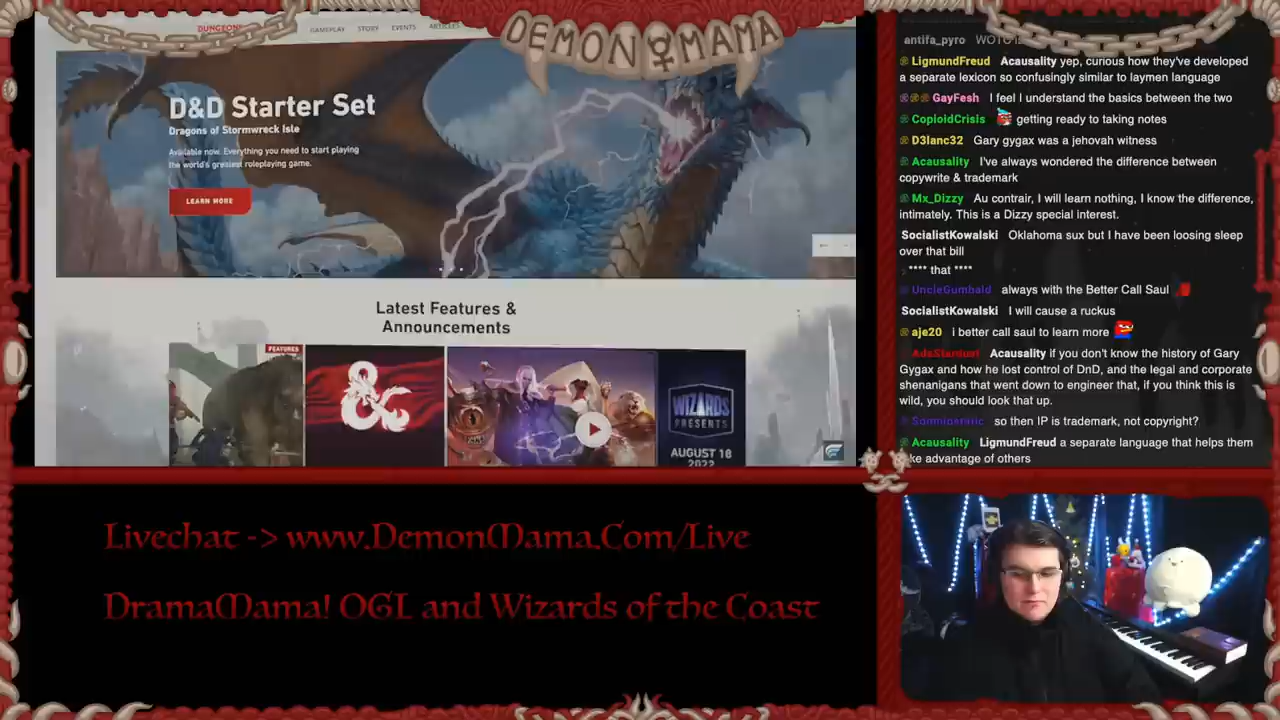 DUNGEONS
GAMEPLAY STORY EVENTS ARTICLES
DEMON MAMA
D&D Starter Set
Dragons of Stormwreck Isle
Available now. Everything you need to start playing
the world's greatest roleplaying game.
LEARN MORE
Latest Features &
Announcements
FEATURES
WIZARDS
PRESENTS
AUGUST 18
2022
antifa_pyro
LigmundFreud Acausality yep, curious how they've developed
a separate lexicon so confusingly similar to laymen language
GayFesh I feel I understand the basics between the two
CopioidCrisis getting ready to taking notes
D3lanc32 Gary gygax was a jehovah witness
Acausality I've always wondered the difference between
copywrite & trademark
Mx_Dizzy Au contrair, I will learn nothing, I know the difference,
intimately. This is a Dizzy special interest.
SocialistKowalski Oklahoma sux but I have been loosing sleep
over that bill
**** that ****
UncleGumbald always with the Better Call Saul
SocialistKowalski I will cause a ruckus
aje20 i better call saul to learn more
AdaStardust Acausality if you don't know the history of Gary
Gygax and how he lost control of DnD, and the legal and corporate
shenanigans that went down to engineer that, if you think this is
wild, you should look that up.
so then IP is trademark, not copyright?
Acausality LigmundFreud a separate language that helps them
ke advantage of others
Livechat -> www.DemonMama.Com/Live
DramaMama! OGL and Wizards of the Coast